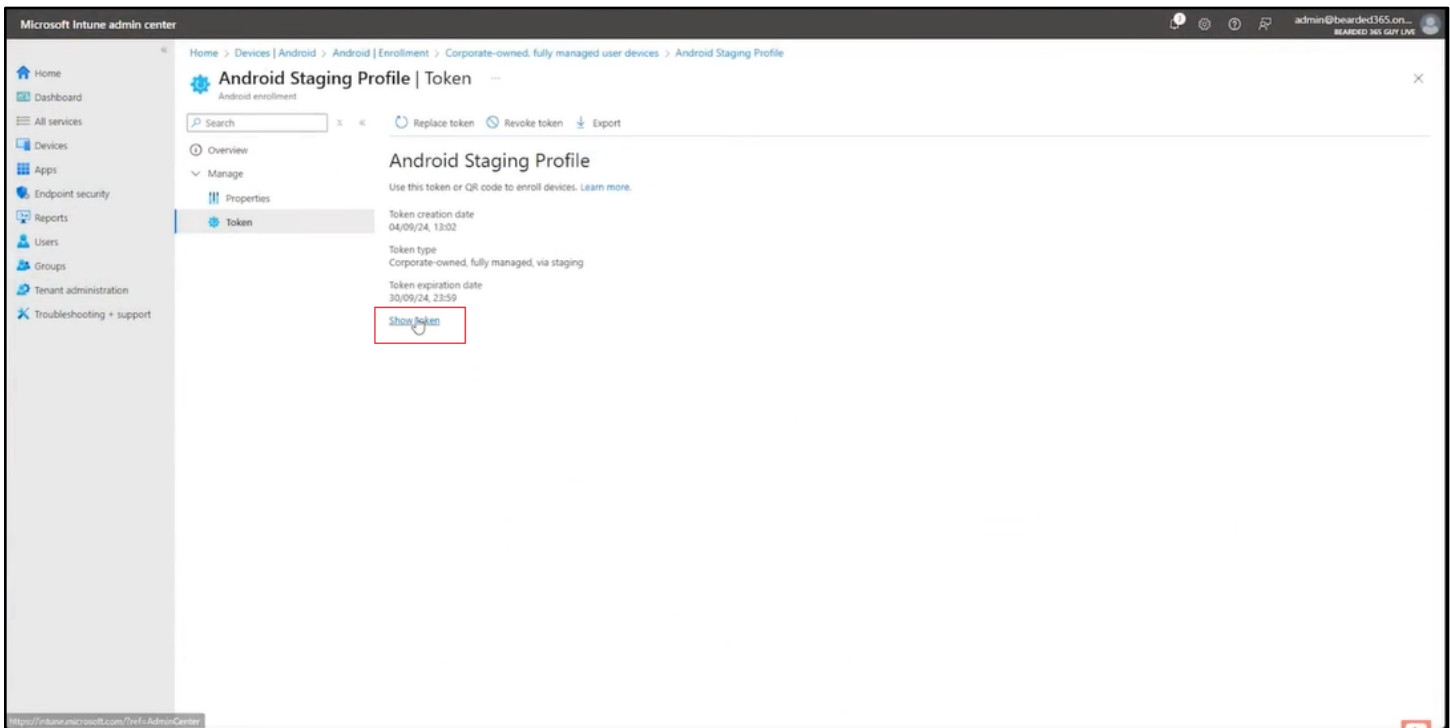 Microsoft Intune admin center
admin@bearded365.on...
BEARDED 365 GUY LIVE
Home > Devices | Android > Android | Enrollment > Corporate-owned, fully managed user devices > Android Staging Profile
Android Staging Profile | Token ...
Android enrollment
Home
Dashboard
All services
Devices
Apps
Endpoint security
Reports
Users
Groups
Tenant administration
Troubleshooting + support
Search
Overview
Manage
Properties
Token
Replace token Revoke token Export
Android Staging Profile
Use this token or QR code to enroll devices. Learn more.
Token creation date
04/09/24, 13:02
Token type
Corporate-owned, fully managed, via staging
Token expiration date
30/09/24, 23:59
Show token
https://intune.microsoft.com/?ref=AdminCenter